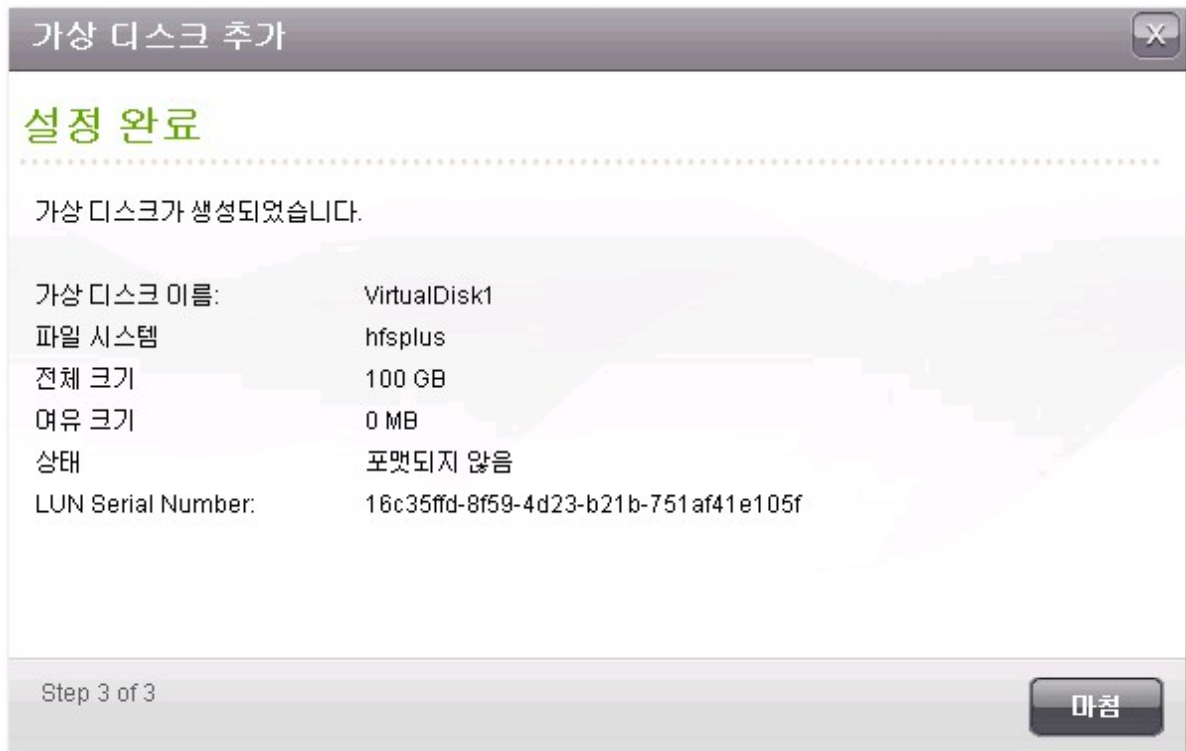 가상 디스크 추가
X
설정 완료
가상 디스크가 생성되었습니다.
가상 디스크 이름: VirtualDisk1
파일 시스템 hfsplus
전체 크기 100 GB
여유 크기 0 MB
상태 포맷되지 않음
LUN Serial Number: 16c35ffd-8f59-4d23-b21b-751af41e105f
Step 3 of 3
마침